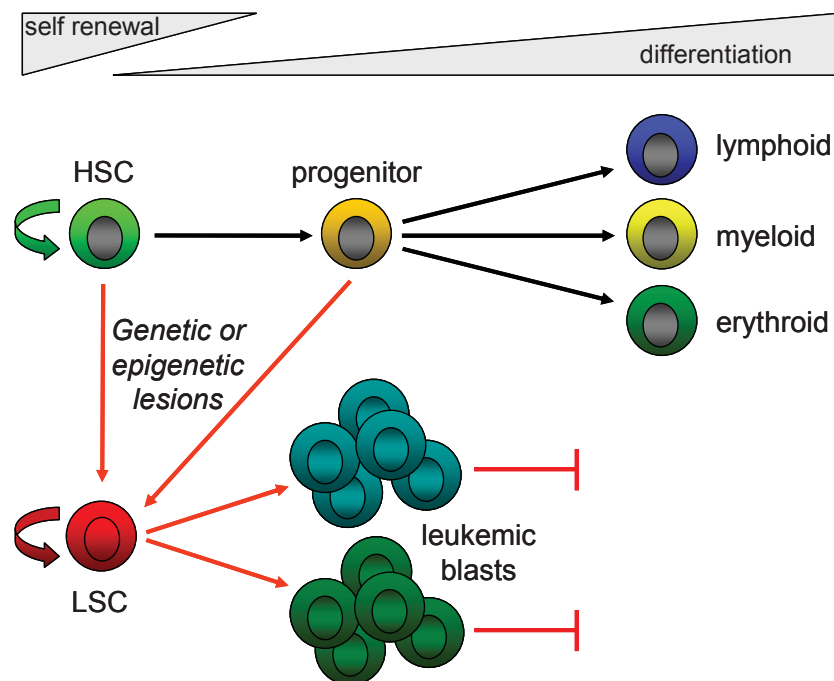 self renewal
differentiation
HSC
progenitor
lymphoid
myeloid
erythroid
Genetic or
epigenetic
lesions
leukemic
blasts
LSC